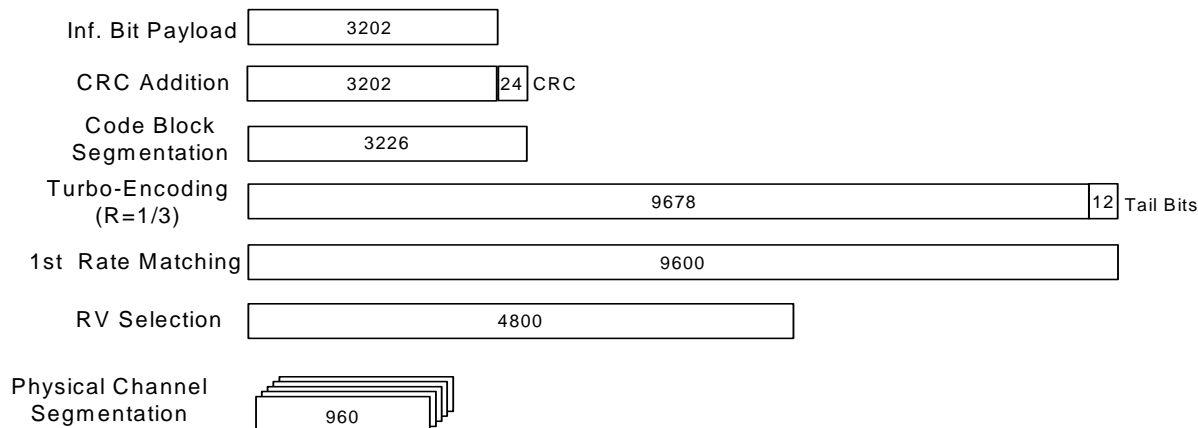 Inf. Bit Payload 3202
CRC Addition 3202 24 CRC
Code Block
Segmentation 3226
Turbo-Encoding
(R=1/3) 9678 12 Tail Bits
1st Rate Matching 9600
RV Selection 4800
Physical Channel
Segmentation 960